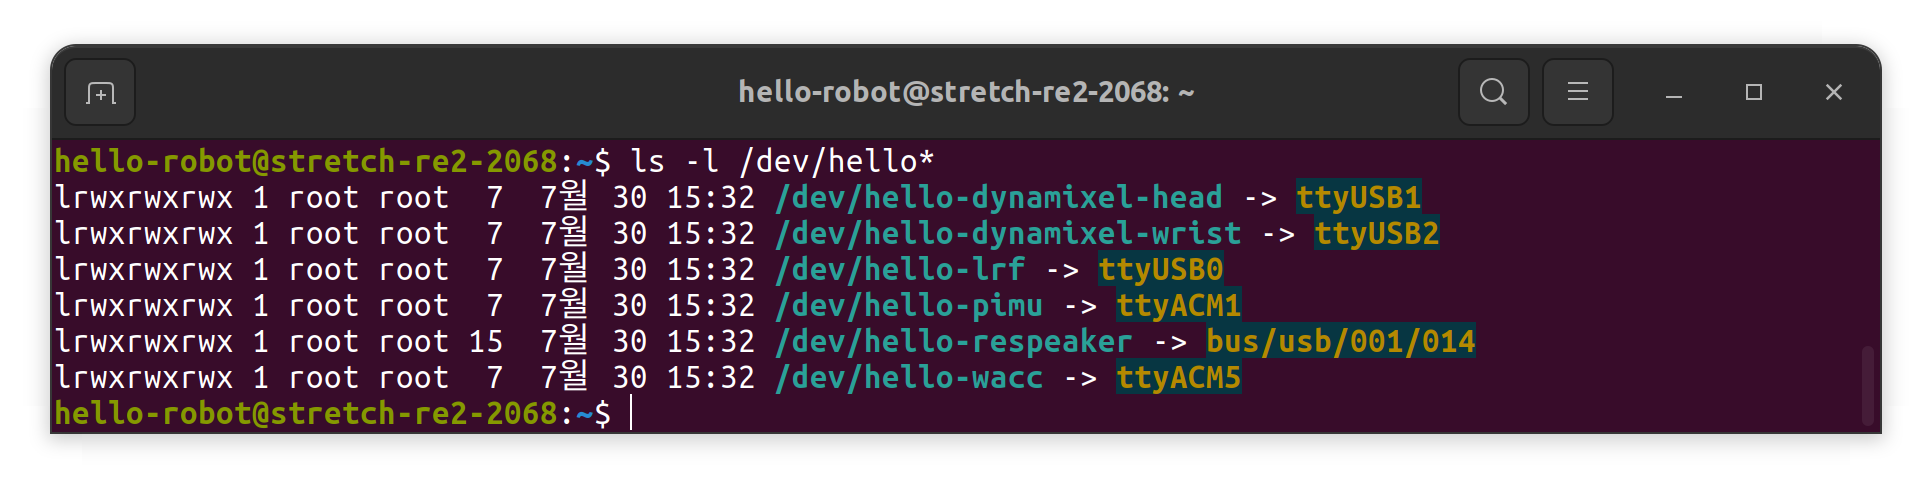 hello-robot@stretch-re2-2068: ~
hello-robot@stretch-re2-2068:~$ ls -l /dev/hello*
lrwxrwxrwx 1 root root  7  7월 30 15:32 /dev/hello-dynamixel-head -> ttyUSB1
lrwxrwxrwx 1 root root  7  7월 30 15:32 /dev/hello-dynamixel-wrist -> ttyUSB2
lrwxrwxrwx 1 root root  7  7월 30 15:32 /dev/hello-lrf -> ttyUSB0
lrwxrwxrwx 1 root root  7  7월 30 15:32 /dev/hello-pimu -> ttyACM1
lrwxrwxrwx 1 root root 15  7월 30 15:32 /dev/hello-respeaker -> bus/usb/001/014
lrwxrwxrwx 1 root root  7  7월 30 15:32 /dev/hello-wacc -> ttyACM5
hello-robot@stretch-re2-2068:~$